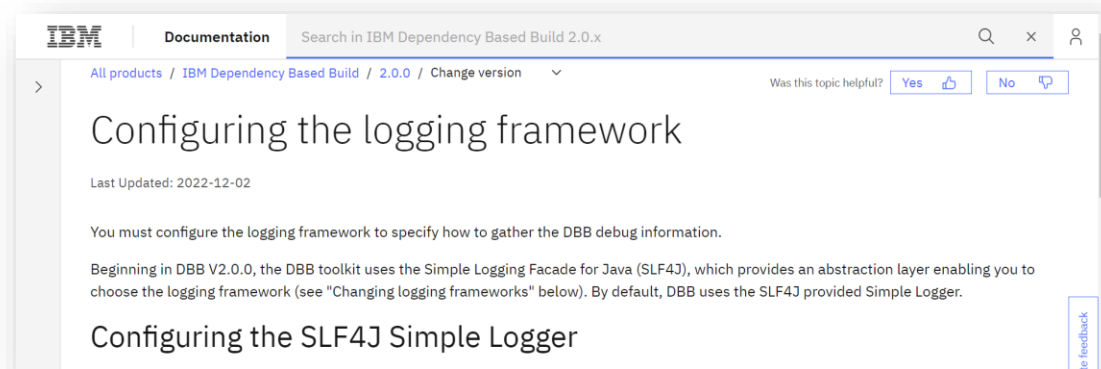 IBM Documentation Search in IBM Dependency Based Build 2.0.x
All products / IBM Dependency Based Build / 2.0.0 / Change version
Was this topic helpful? Yes No
Configuring the logging framework
Last Updated: 2022-12-02
You must configure the logging framework to specify how to gather the DBB debug information.
Beginning in DBB V2.0.0, the DBB toolkit uses the Simple Logging Facade for Java (SLF4J), which provides an abstraction layer enabling you to
choose the logging framework (see "Changing logging frameworks" below). By default, DBB uses the SLF4J provided Simple Logger.
Configuring the SLF4J Simple Logger
te feedback